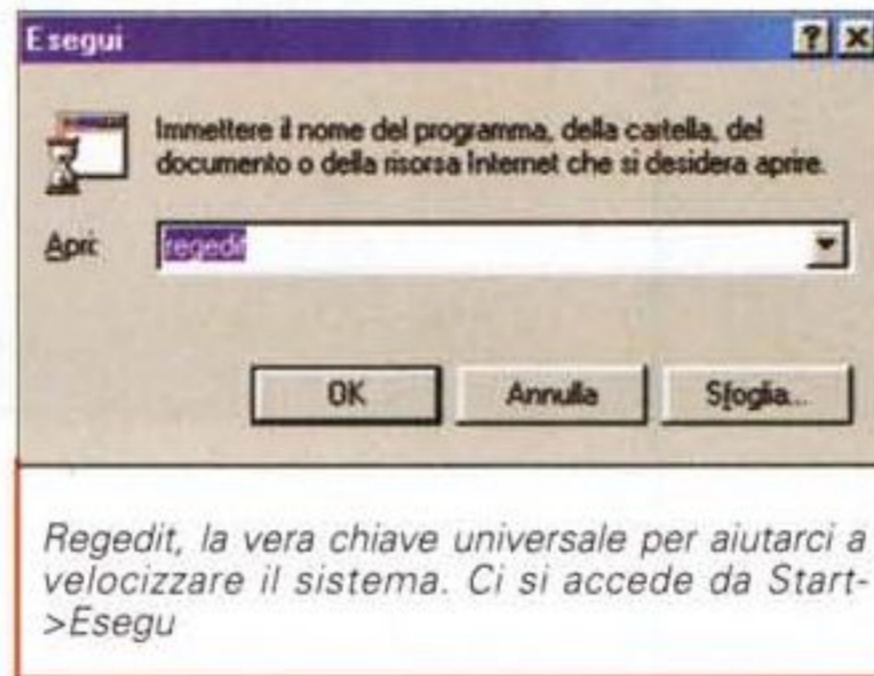 Esegui
Immettere il nome del programma, della cartella, del
documento o della risorsa Internet che si desidera aprire.
Apri:
regedit
OK
Annulla
Sfoglia...
Regedit, la vera chiave universale per aiutarci a
velocizzare il sistema. Ci si accede da Start-
>Esegu